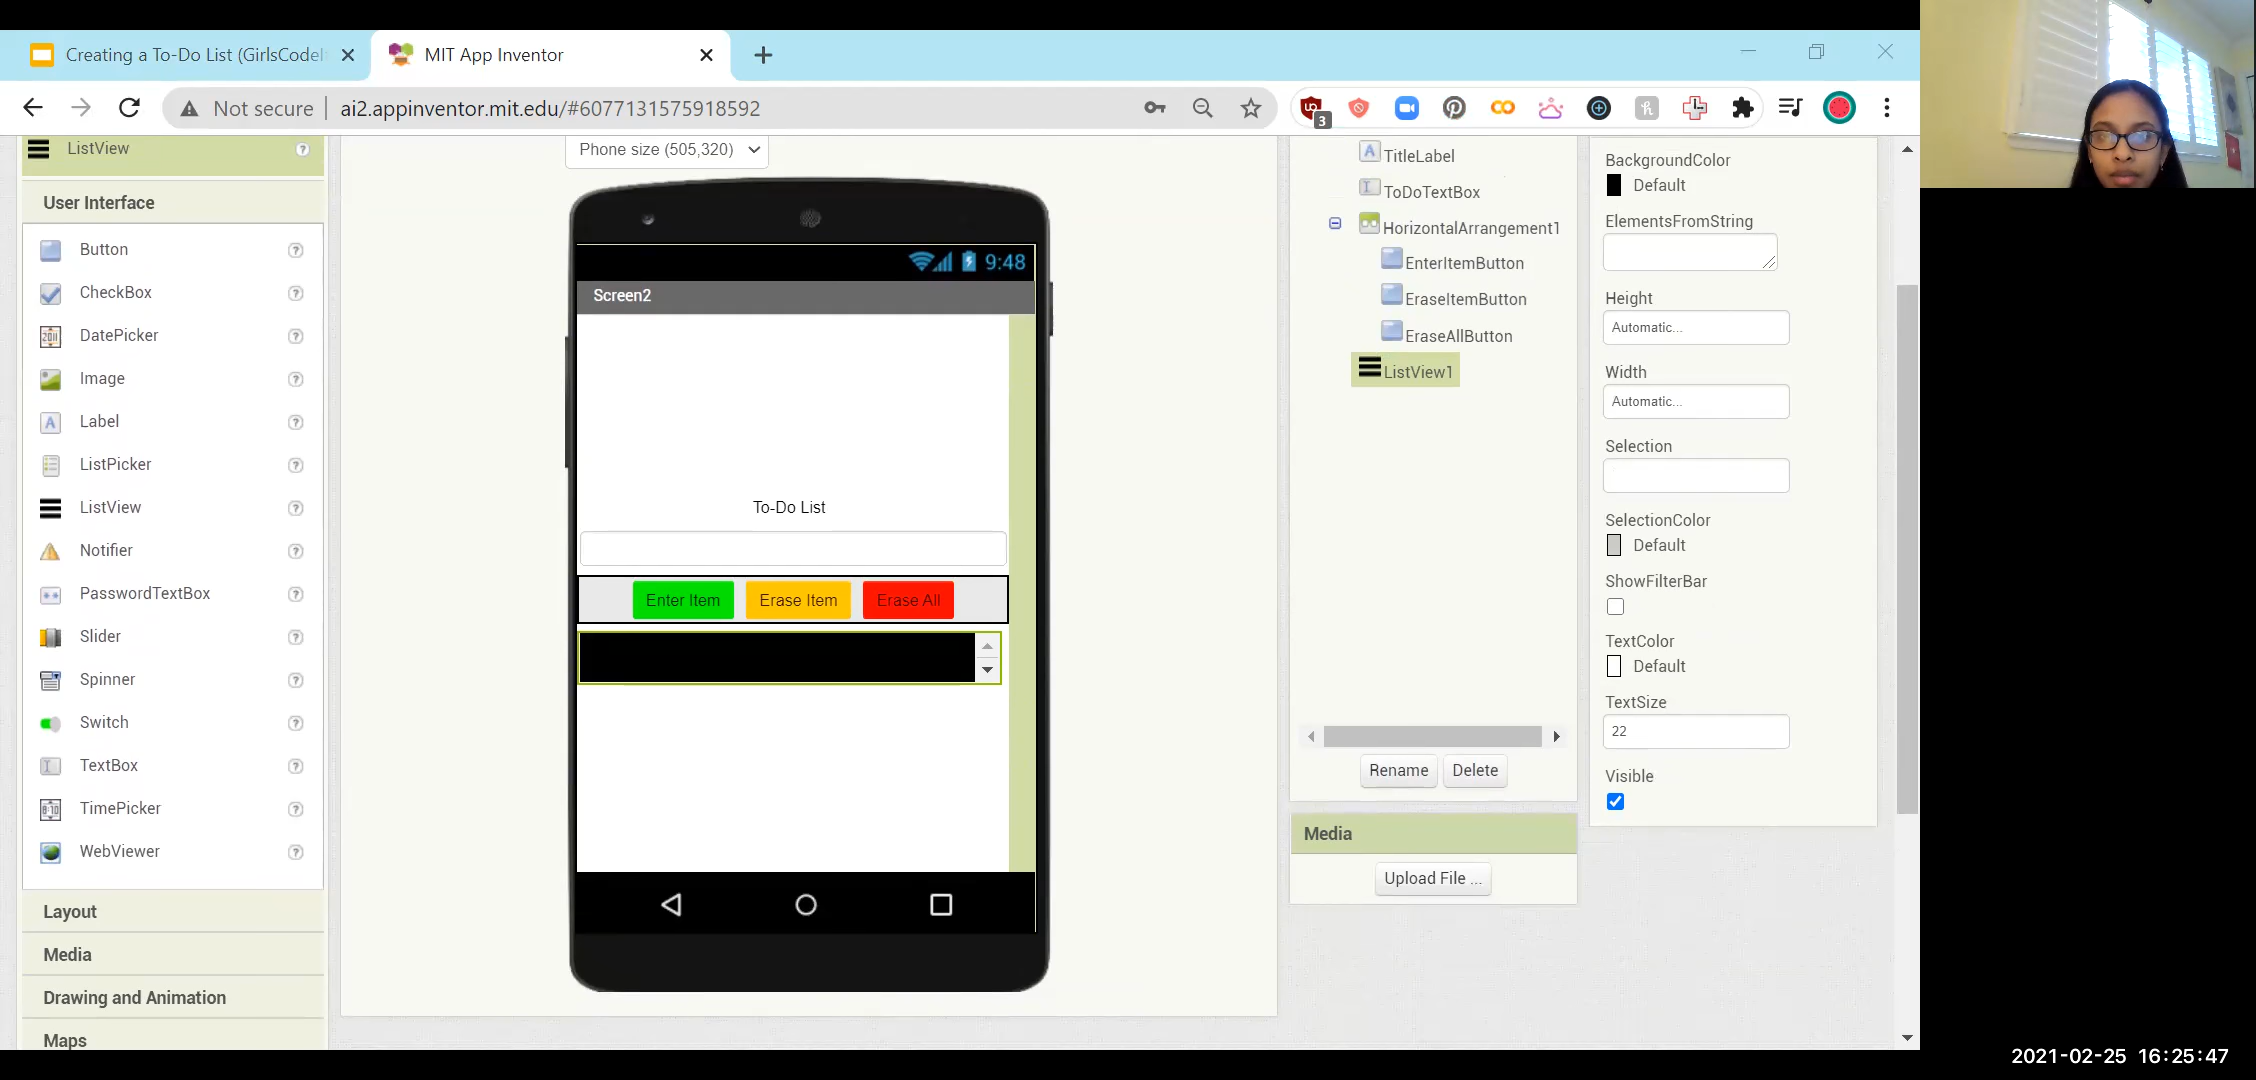 Creating a To-Do List (GirlsCodeI
MIT App Inventor
Not secure
ai2.appinventor.mit.edu/#6077131575918592
3
ListView
User Interface
Button
CheckBox
DatePicker
Image
Label
ListPicker
ListView
Notifier
PasswordTextBox
Slider
Spinner
Switch
TextBox
TimePicker
WebViewer
Layout
Media
Drawing and Animation
Maps
Phone size (505,320)
9:48
Screen2
To-Do List
Enter Item
Erase Item
Erase All
TitleLabel
ToDoTextBox
HorizontalArrangement1
EnterItemButton
EraseItemButton
EraseAllButton
ListView1
Rename
Delete
Media
Upload File ...
BackgroundColor
Default
ElementsFromString
Height
Automatic...
Width
Automatic...
Selection
SelectionColor
Default
ShowFilterBar
TextColor
Default
TextSize
22
Visible
2021-02-25 16:25:47